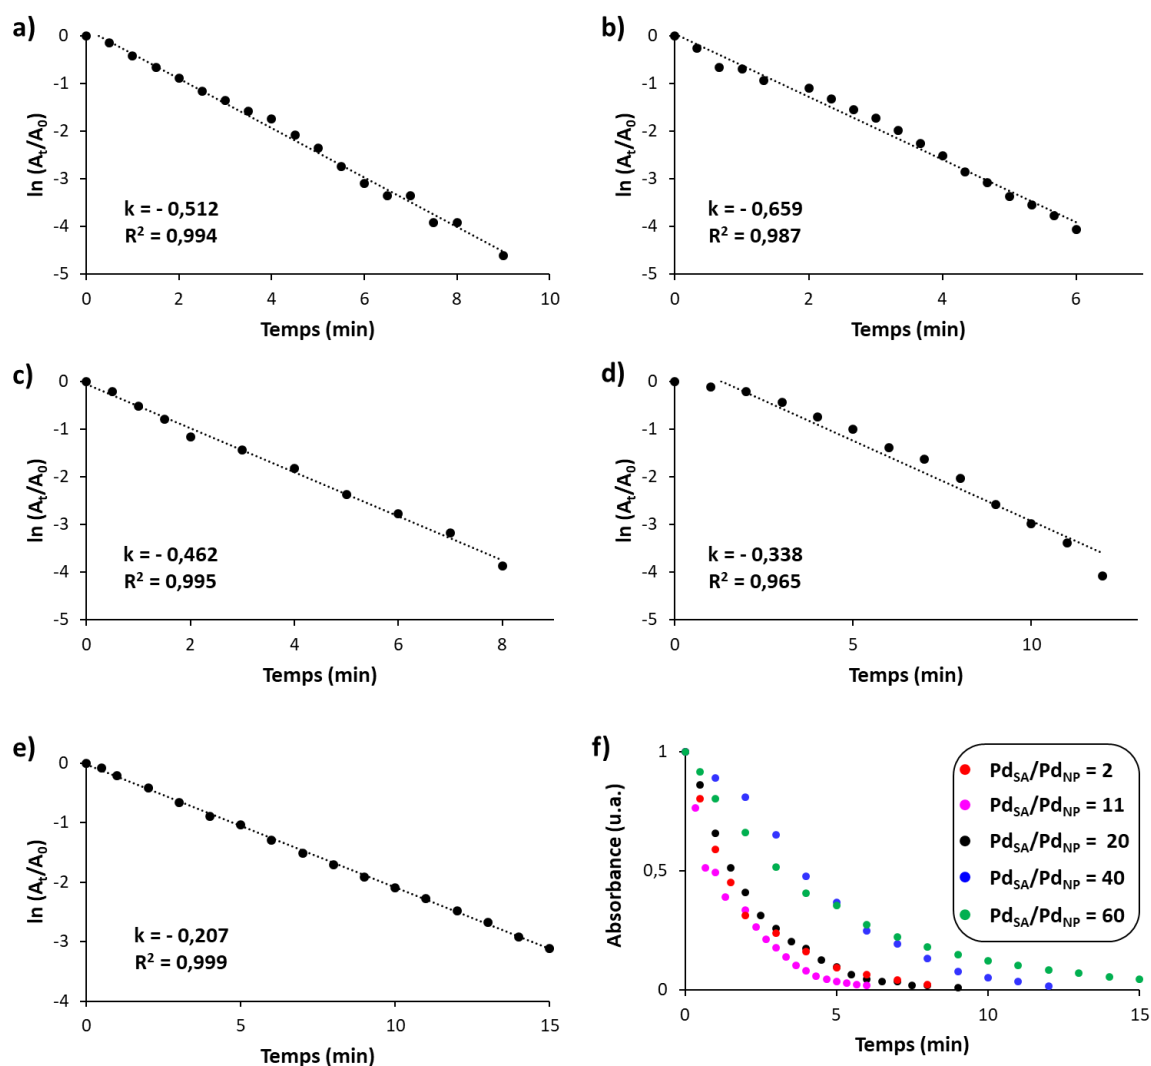 a)
0
-1
-2
-3
-4
-5
ln (At/A0)
k = - 0,512
R² = 0,994
0 2 4 6 8 10
Temps (min)
b)
0
-1
-2
-3
-4
-5
ln (At/A0)
k = - 0,659
R² = 0,987
0 2 4 6
Temps (min)
c)
0
-1
-2
-3
-4
-5
ln (At/A0)
k = - 0,462
R² = 0,995
0 2 4 6 8
Temps (min)
d)
0
-1
-2
-3
-4
-5
ln (At/A0)
k = - 0,338
R² = 0,965
0 5 10
Temps (min)
e)
0
-1
-2
-3
-4
ln (At/A0)
k = - 0,207
R² = 0,999
0 5 10 15
Temps (min)
f)
1
0,5
0
Absorbance (u.a.)
PdSA/PdNP = 2
PdSA/PdNP = 11
PdSA/PdNP = 20
PdSA/PdNP = 40
PdSA/PdNP = 60
0 5 10 15
Temps (min)